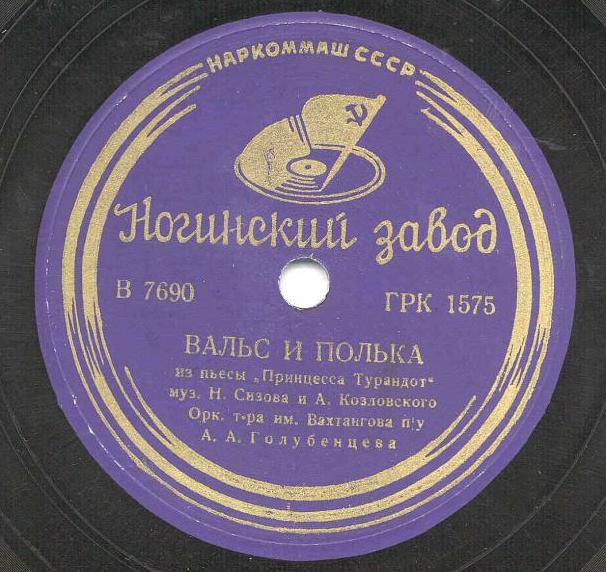 НАРКОММАШ СССР
Ногинский завод
В 7690
ГРК 1575
ВАЛЬС И ПОЛЬКА
из пьесы „Принцесса Турандот"
муз. Н. Сизова и А. Козловского
Орк. т-ра им. Вахтангова п/у
А. А. Голубенцева